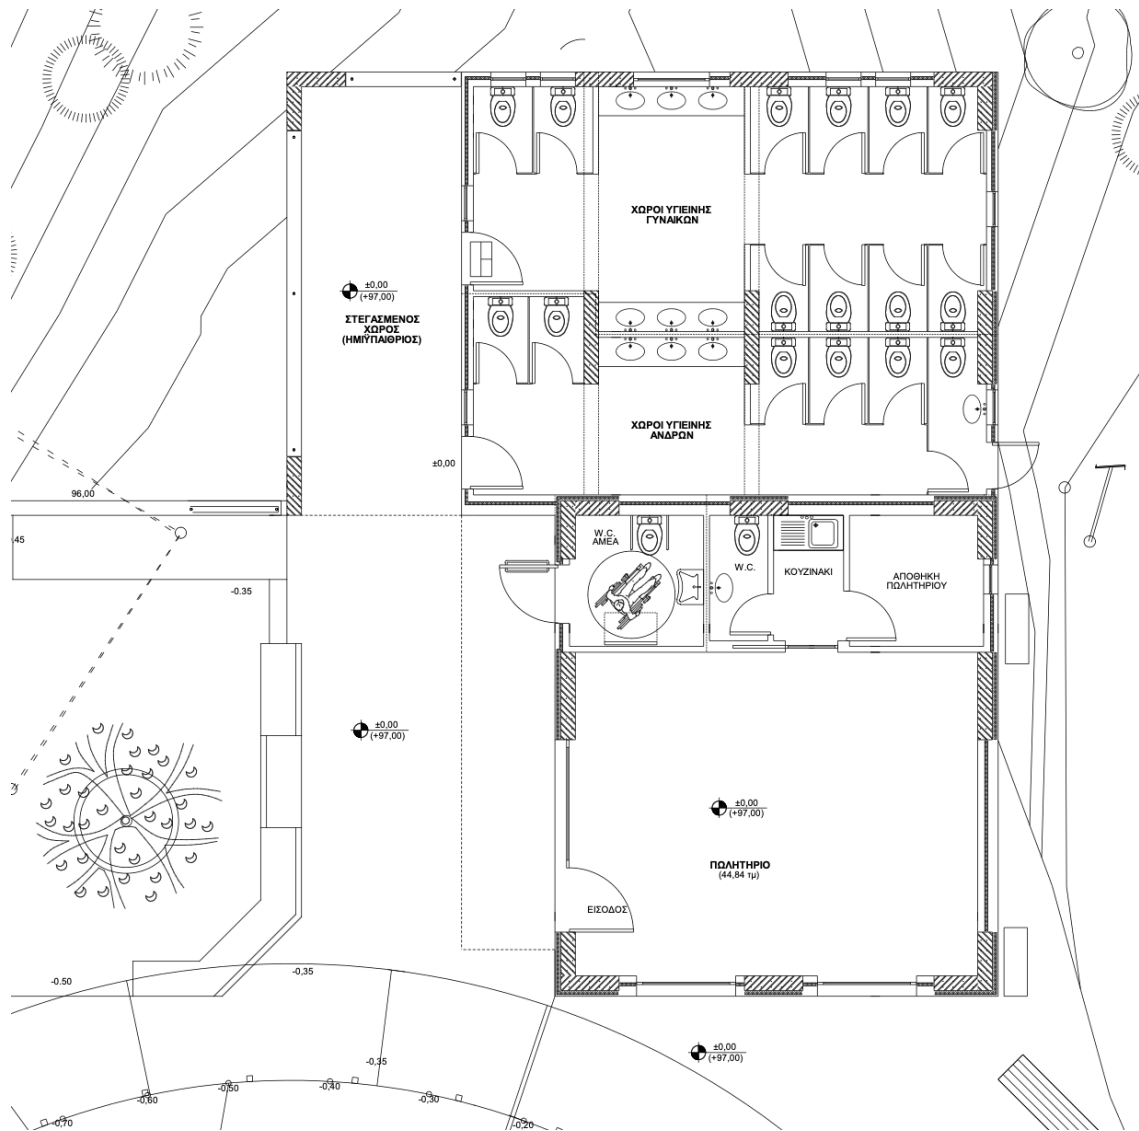 ΧΩΡΟΙ ΥΓΙΕΙΝΗΣ
ΓΥΝΑΙΚΩΝ
±0,00
(+97,00)
ΣΤΕΓΑΣΜΕΝΟΣ
ΧΩΡΟΣ
(ΗΜΙΫΠΑΙΘΡΙΟΣ)
ΧΩΡΟΙ ΥΓΙΕΙΝΗΣ
ΑΝΔΡΩΝ
±0,00
96,00
.45
W.C.
ΑΜΕΑ
W.C.
ΚΟΥΖΙΝΑΚΙ
ΑΠΟΘΗΚΗ
ΠΩΛΗΤΗΡΙΟΥ
-0.35
±0,00
(+97,00)
±0,00
(+97,00)
ΠΩΛΗΤΗΡΙΟ
(44,84 τμ)
ΕΙΣΟΔΟΣ
-0,35
-0.50
±0,00
(+97,00)
-0,35
-0,50
-0,40
-0,60
-0,30
-0,70
-0,20